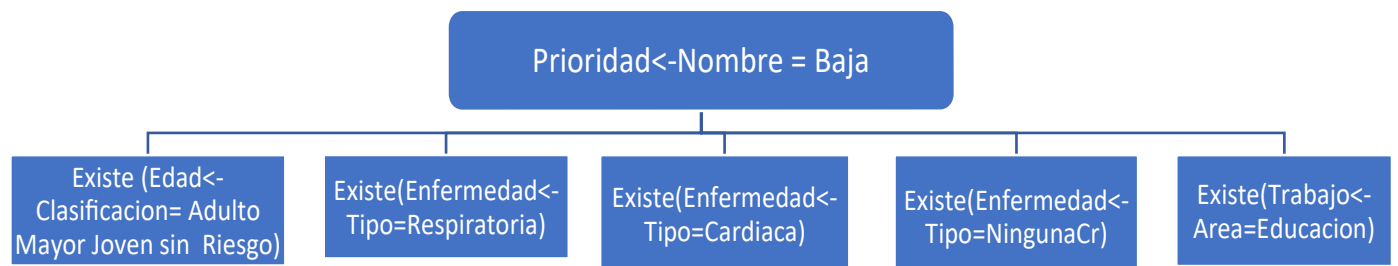 Prioridad<-Nombre = Baja
Existe (Edad<-
Clasificacion= Adulto
Mayor Joven sin  Riesgo)
Existe(Enfermedad<-
Tipo=Respiratoria)
Existe(Enfermedad<-
Tipo=Cardiaca)
Existe(Enfermedad<-
Tipo=NingunaCr)
Existe(Trabajo<-
Area=Educacion)